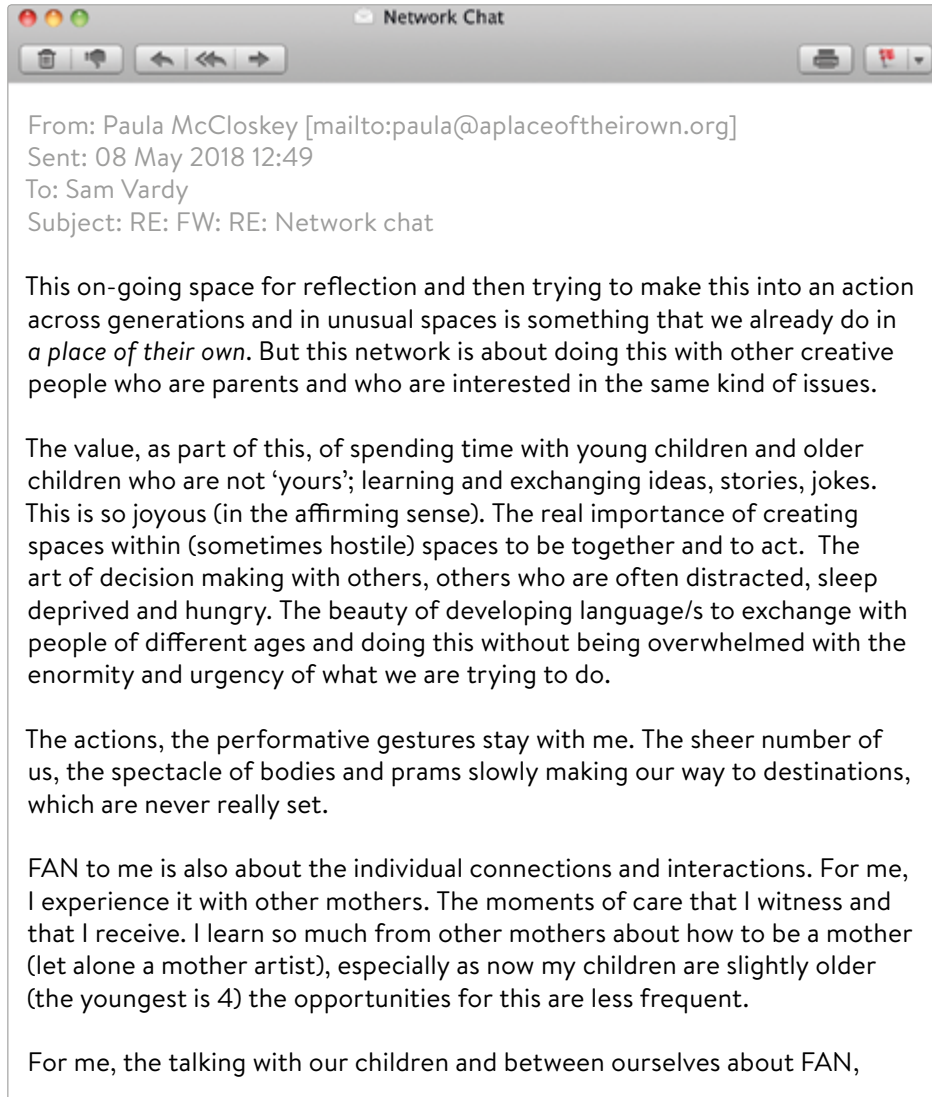 Network Chat
From: Paula McCloskey [mailto:paula@aplaceoftheirown.org]
Sent: 08 May 2018 12:49
To: Sam Vardy
Subject: RE: FW: RE: Network chat
This on-going space for reflection and then trying to make this into an action
across generations and in unusual spaces is something that we already do in
a place of their own. But this network is about doing this with other creative
people who are parents and who are interested in the same kind of issues.
The value, as part of this, of spending time with young children and older
children who are not ‘yours’; learning and exchanging ideas, stories, jokes.
This is so joyous (in the affirming sense). The real importance of creating
spaces within (sometimes hostile) spaces to be together and to act.  The
art of decision making with others, others who are often distracted, sleep
deprived and hungry. The beauty of developing language/s to exchange with
people of different ages and doing this without being overwhelmed with the
enormity and urgency of what we are trying to do.
The actions, the performative gestures stay with me. The sheer number of
us, the spectacle of bodies and prams slowly making our way to destinations,
which are never really set.
FAN to me is also about the individual connections and interactions. For me,
I experience it with other mothers. The moments of care that I witness and
that I receive. I learn so much from other mothers about how to be a mother
(let alone a mother artist), especially as now my children are slightly older
(the youngest is 4) the opportunities for this are less frequent.
For me, the talking with our children and between ourselves about FAN,